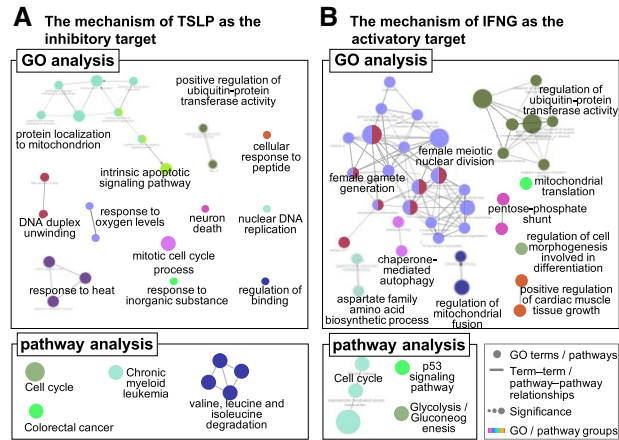 A The mechanism of TSLP as the
inhibitory target
GO analysis
positive regulation of
ubiquitin-protein
transferase activity
protein localization
to mitochondrion
cellular
response to
peptide
intrinsic apoptotic
signaling pathway
DNA duplex
unwinding
response to
oxygen levels
neuron
death
nuclear DNA
replication
mitotic cell cycle
process
response to heat
response to
inorganic substance
regulation of
binding
pathway analysis
Cell cycle
Chronic
myeloid
leukemia
Colorectal cancer
valine, leucine and
isoleucine
degradation
B The mechanism of IFNG as the
activatory target
GO analysis
regulation of
ubiquitin-protein
transferase activity
female meiotic
nuclear division
female gamete
generation
mitochondrial
translation
pentose-phosphate
shunt
regulation of cell
morphogenesis
involved in
differentiation
chaperone-
mediated
autophagy
aspartate family
amino acid
biosynthetic process
regulation of
mitochondrial
fusion
positive regulation
of cardiac muscle
tissue growth
pathway analysis
Cell cycle
p53
signaling
pathway
Glycolysis /
Gluconeog
enesis
GO terms / pathways
Term-term /
pathway-pathway
relationships
Significance
GO / pathway groups